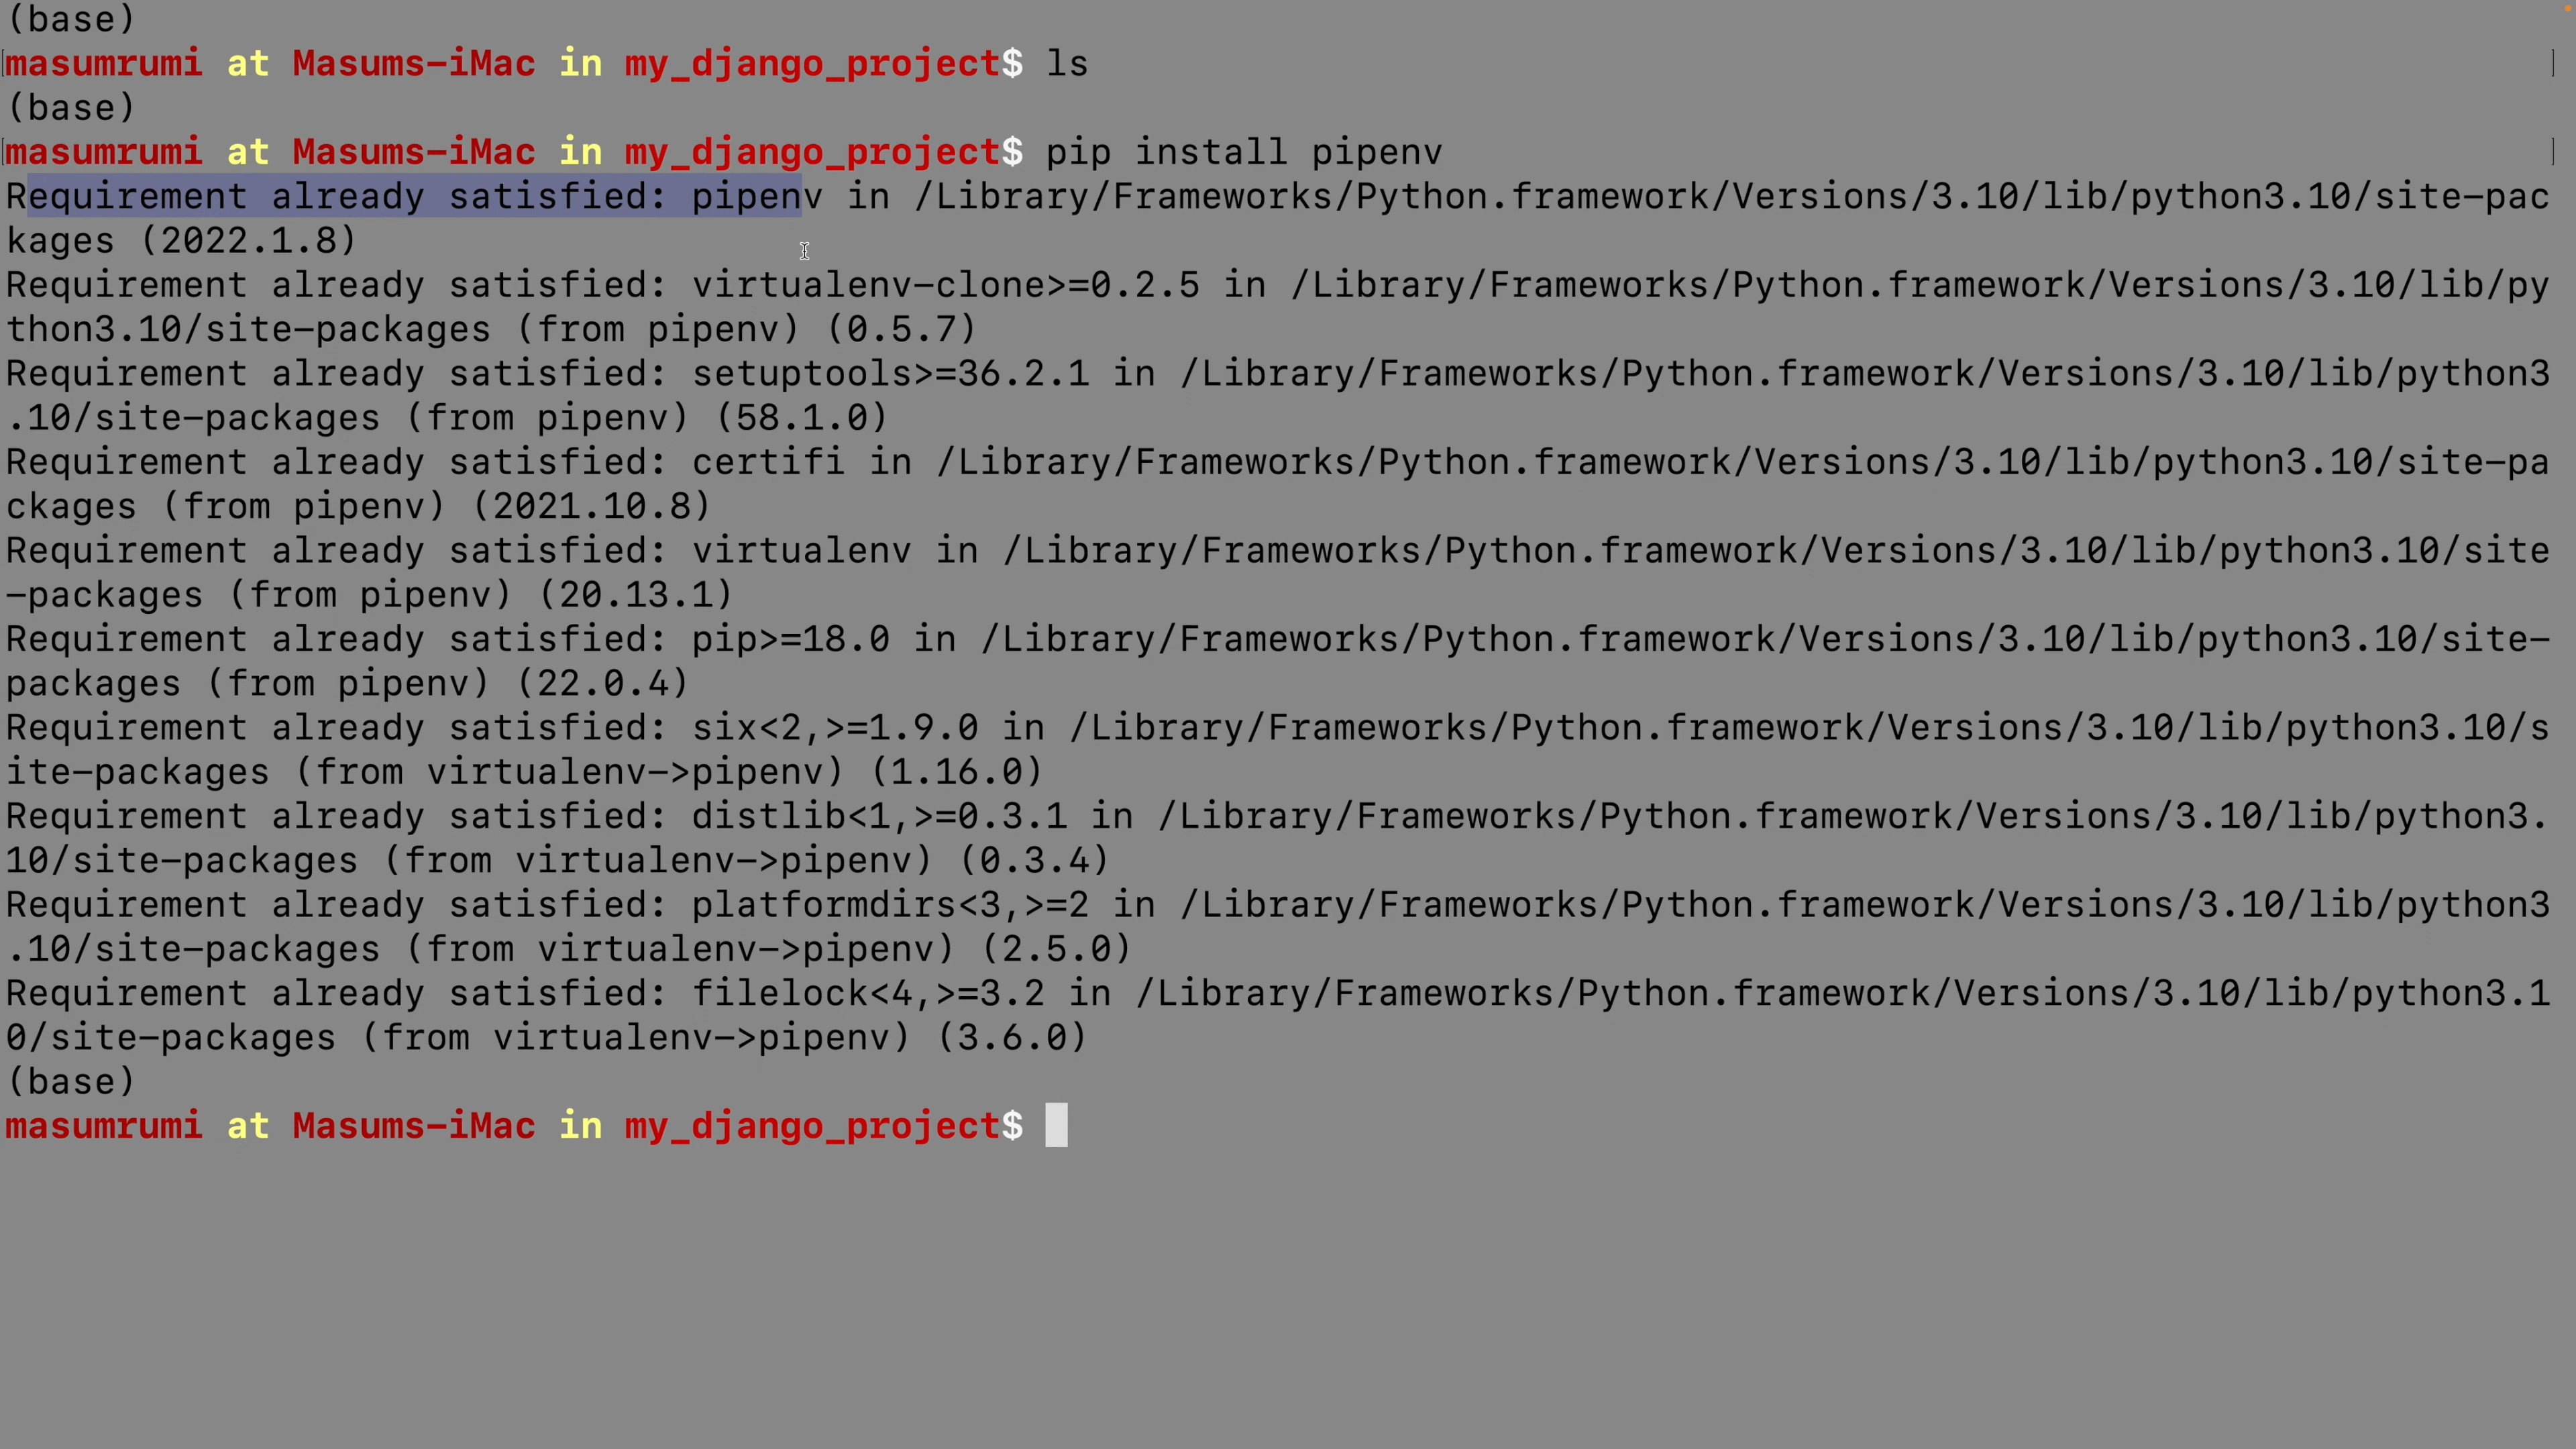 (base)
masumrumi at Masums-iMac in my_django_project$ ls
(base)
masumrumi at Masums-iMac in my_django_project$ pip install pipenv
Requirement already satisfied: pipenv in /Library/Frameworks/Python.framework/Versions/3.10/lib/python3.10/site-pac
kages (2022.1.8)
Requirement already satisfied: virtualenv-clone>=0.2.5 in /Library/Frameworks/Python.framework/Versions/3.10/lib/py
thon3.10/site-packages (from pipenv) (0.5.7)
Requirement already satisfied: setuptools>=36.2.1 in /Library/Frameworks/Python.framework/Versions/3.10/lib/python3
.10/site-packages (from pipenv) (58.1.0)
Requirement already satisfied: certifi in /Library/Frameworks/Python.framework/Versions/3.10/lib/python3.10/site-pa
ckages (from pipenv) (2021.10.8)
Requirement already satisfied: virtualenv in /Library/Frameworks/Python.framework/Versions/3.10/lib/python3.10/site
-packages (from pipenv) (20.13.1)
Requirement already satisfied: pip>=18.0 in /Library/Frameworks/Python.framework/Versions/3.10/lib/python3.10/site-
packages (from pipenv) (22.0.4)
Requirement already satisfied: six<2,>=1.9.0 in /Library/Frameworks/Python.framework/Versions/3.10/lib/python3.10/s
ite-packages (from virtualenv->pipenv) (1.16.0)
Requirement already satisfied: distlib<1,>=0.3.1 in /Library/Frameworks/Python.framework/Versions/3.10/lib/python3.
10/site-packages (from virtualenv->pipenv) (0.3.4)
Requirement already satisfied: platformdirs<3,>=2 in /Library/Frameworks/Python.framework/Versions/3.10/lib/python3
.10/site-packages (from virtualenv->pipenv) (2.5.0)
Requirement already satisfied: filelock<4,>=3.2 in /Library/Frameworks/Python.framework/Versions/3.10/lib/python3.1
0/site-packages (from virtualenv->pipenv) (3.6.0)
(base)
masumrumi at Masums-iMac in my_django_project$